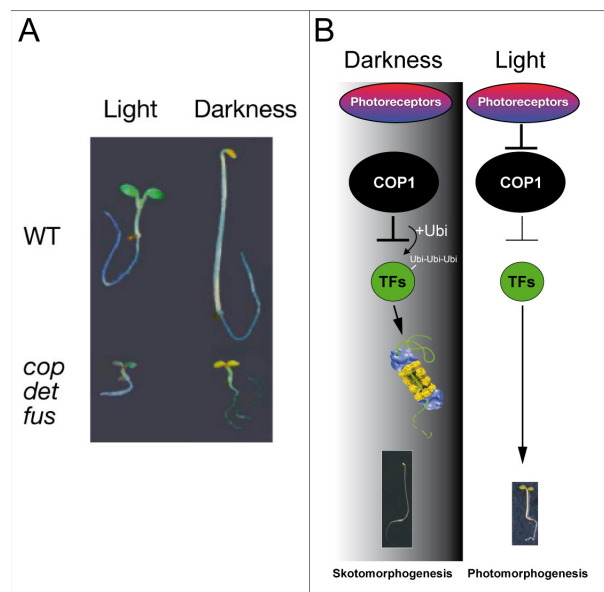 A
Light Darkness
WT
cop
det
fus
B
Darkness Light
Photoreceptors Photoreceptors
COP1 COP1
+Ubi
Ubi-Ubi-Ubi
TFs TFs
Skotomorphogenesis Photomorphogenesis